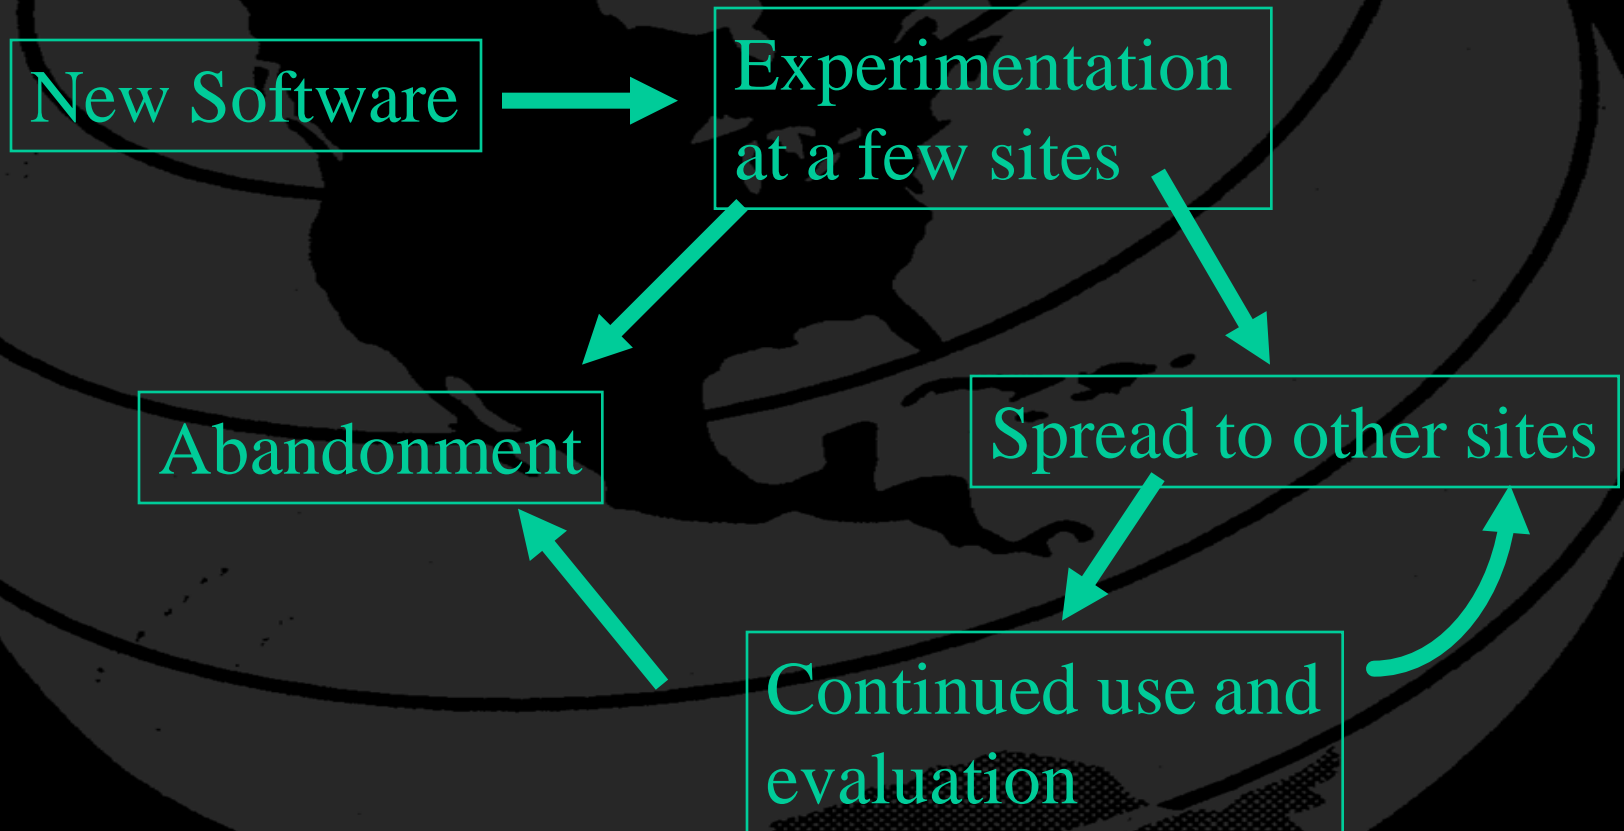 New Software
Experimentation
at a few sites
Abandonment
Spread to other sites
Continued use and
evaluation